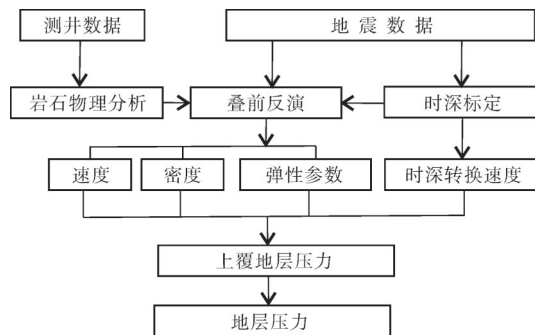 测井数据
地震数据
岩石物理分析
叠前反演
时深标定
速度
密度
弹性参数
时深转换速度
上覆地层压力
地层压力